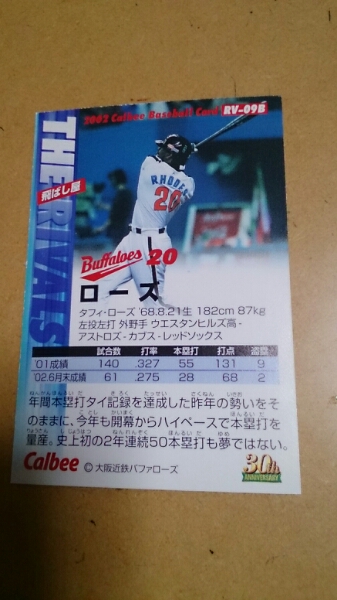 2002 Calbee Baseball Card RV-09B
THE RIVALS
飛ばし屋
RHODES
20
Buffaloes 20
ローズ
タフィ・ローズ '68.8.21生 182cm 87kg
左投左打 外野手 ウエスタンヒルズ高-
アストロズ-カブス-レッドソックス
試合数 打率 本塁打 打点 盗塁
'01成績 140 .327 55 131 9
'02.6月末成績 61 .275 28 68 2
年間本塁打タイ記録を達成した昨年の勢いをそ
のままに、今年も開幕からハイペースで本塁打を
量産。史上初の2年連続50本塁打も夢ではない。
Calbee © 大阪近鉄バファローズ
30th ANNIVERSARY